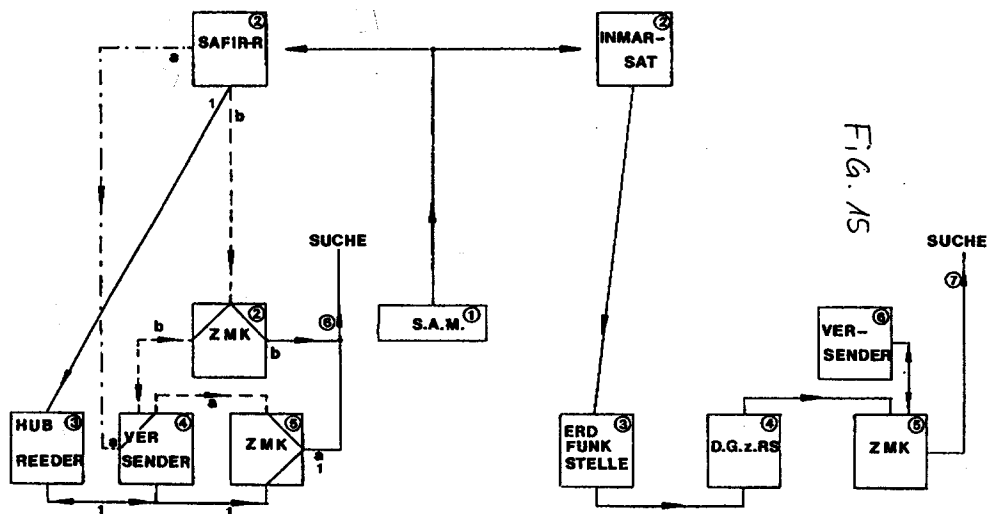 ②
SAFIR-R
a
1
b
②
INMAR-
SAT
FiG. 15
SUCHE
SUCHE
⑦
②
ZMK
b
b
⑥
①
S.A.M.
⑥
VER-
SENDER
HUB
③
REEDER
a
④
VER
SENDER
a
⑤
ZMK
a
1
ERD
③
FUNK
STELLE
④
D.G.z.RS
⑤
ZMK
1
1